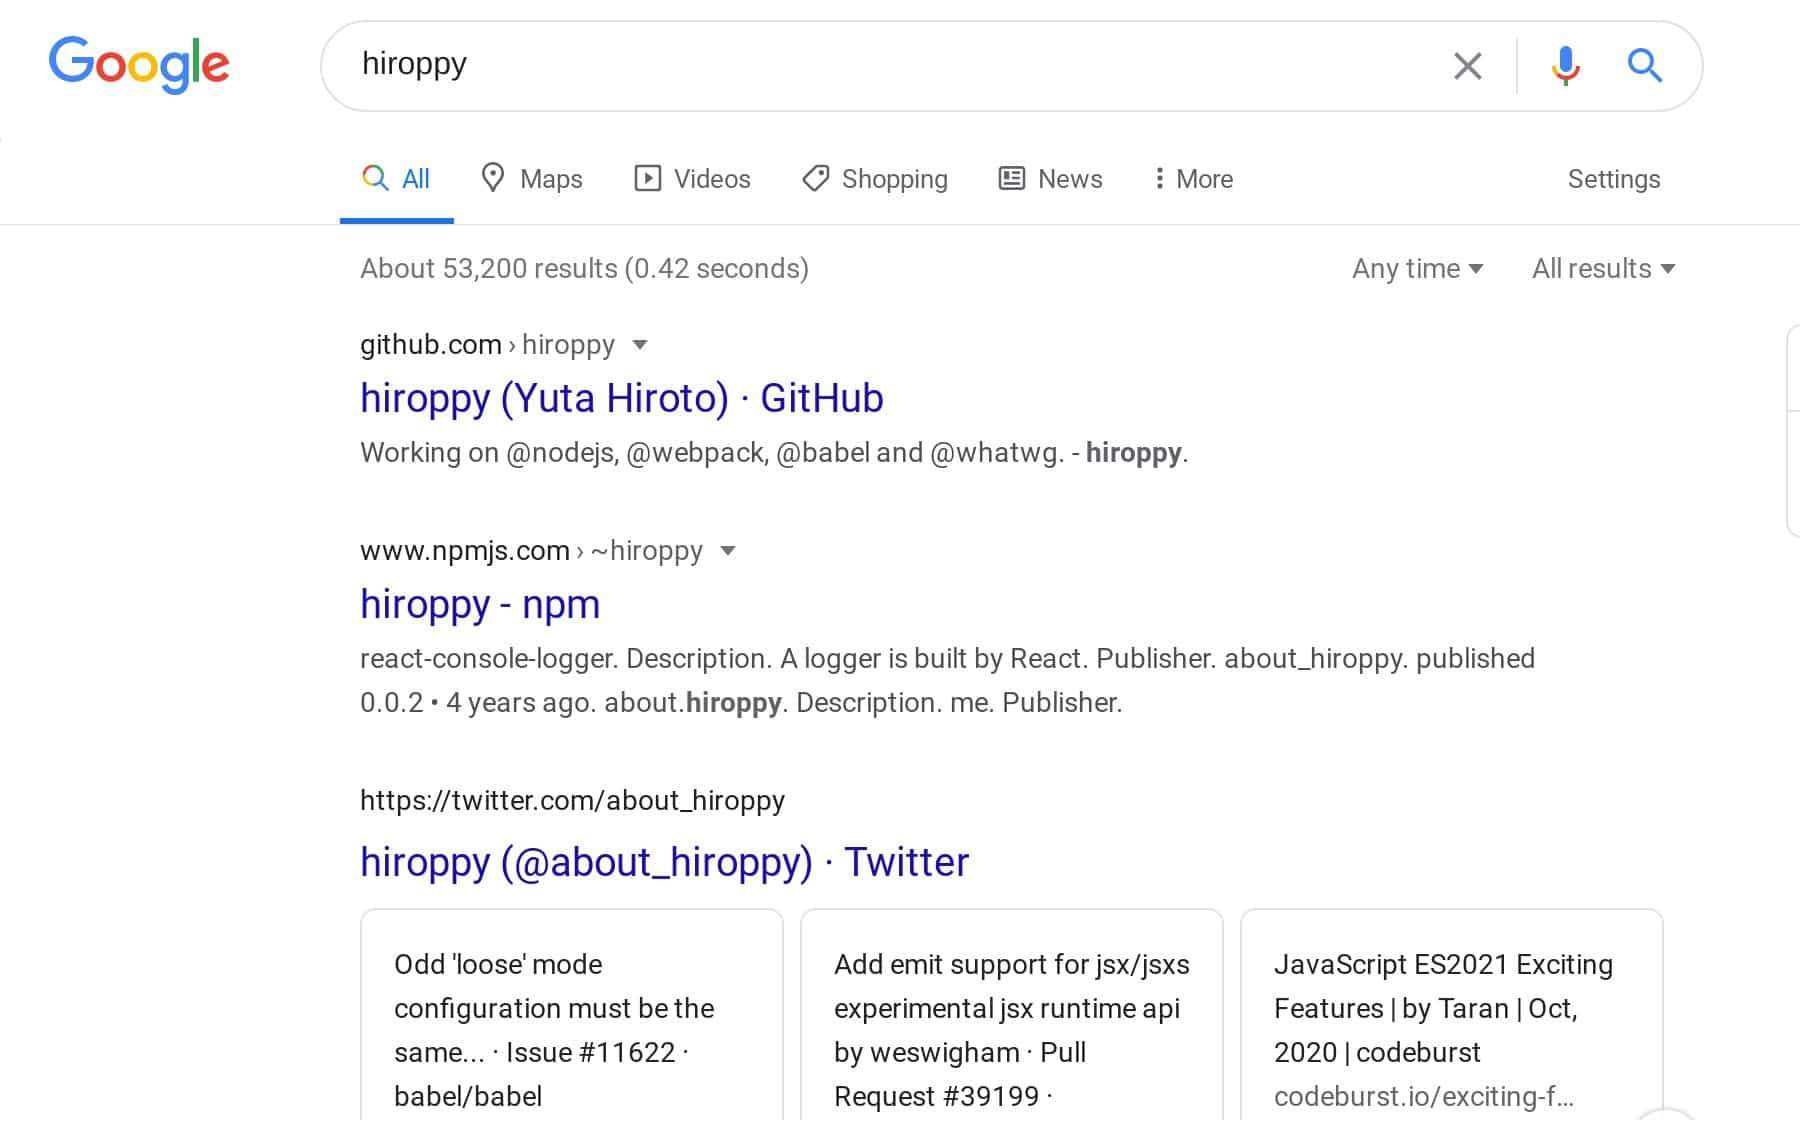 Google
hiroppy
All Maps Videos Shopping News More Settings
About 53,200 results (0.42 seconds) Any time All results
github.com › hiroppy
hiroppy (Yuta Hiroto) · GitHub
Working on @nodejs, @webpack, @babel and @whatwg. - hiroppy.
www.npmjs.com › ~hiroppy
hiroppy - npm
react-console-logger. Description. A logger is built by React. Publisher. about_hiroppy. published
0.0.2 • 4 years ago. about.hiroppy. Description. me. Publisher.
https://twitter.com/about_hiroppy
hiroppy (@about_hiroppy) · Twitter
Odd 'loose' mode
configuration must be the
same... · Issue #11622 ·
babel/babel
Add emit support for jsx/jsxs
experimental jsx runtime api
by weswigham · Pull
Request #39199 ·
JavaScript ES2021 Exciting
Features | by Taran | Oct,
2020 | codeburst
codeburst.io/exciting-f...